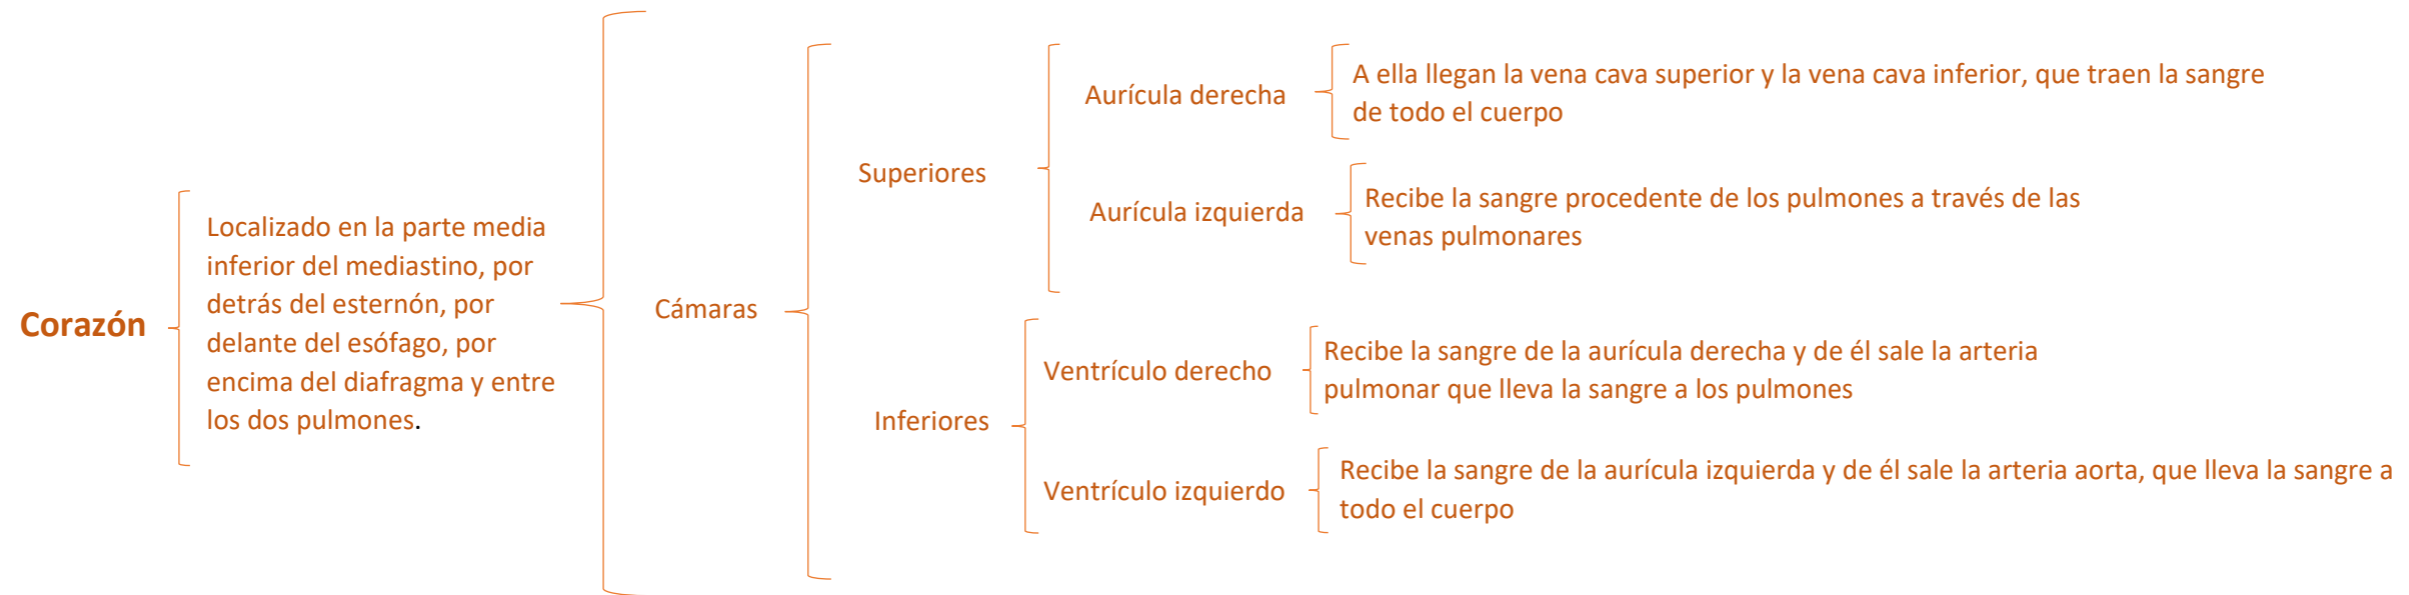 Corazón
Localizado en la parte media
inferior del mediastino, por
detrás del esternón, por
delante del esófago, por
encima del diafragma y entre
los dos pulmones.
Cámaras
Superiores
Aurícula derecha
A ella llegan la vena cava superior y la vena cava inferior, que traen la sangre
de todo el cuerpo
Aurícula izquierda
Recibe la sangre procedente de los pulmones a través de las
venas pulmonares
Inferiores
Ventrículo derecho
Recibe la sangre de la aurícula derecha y de él sale la arteria
pulmonar que lleva la sangre a los pulmones
Ventrículo izquierdo
Recibe la sangre de la aurícula izquierda y de él sale la arteria aorta, que lleva la sangre a
todo el cuerpo